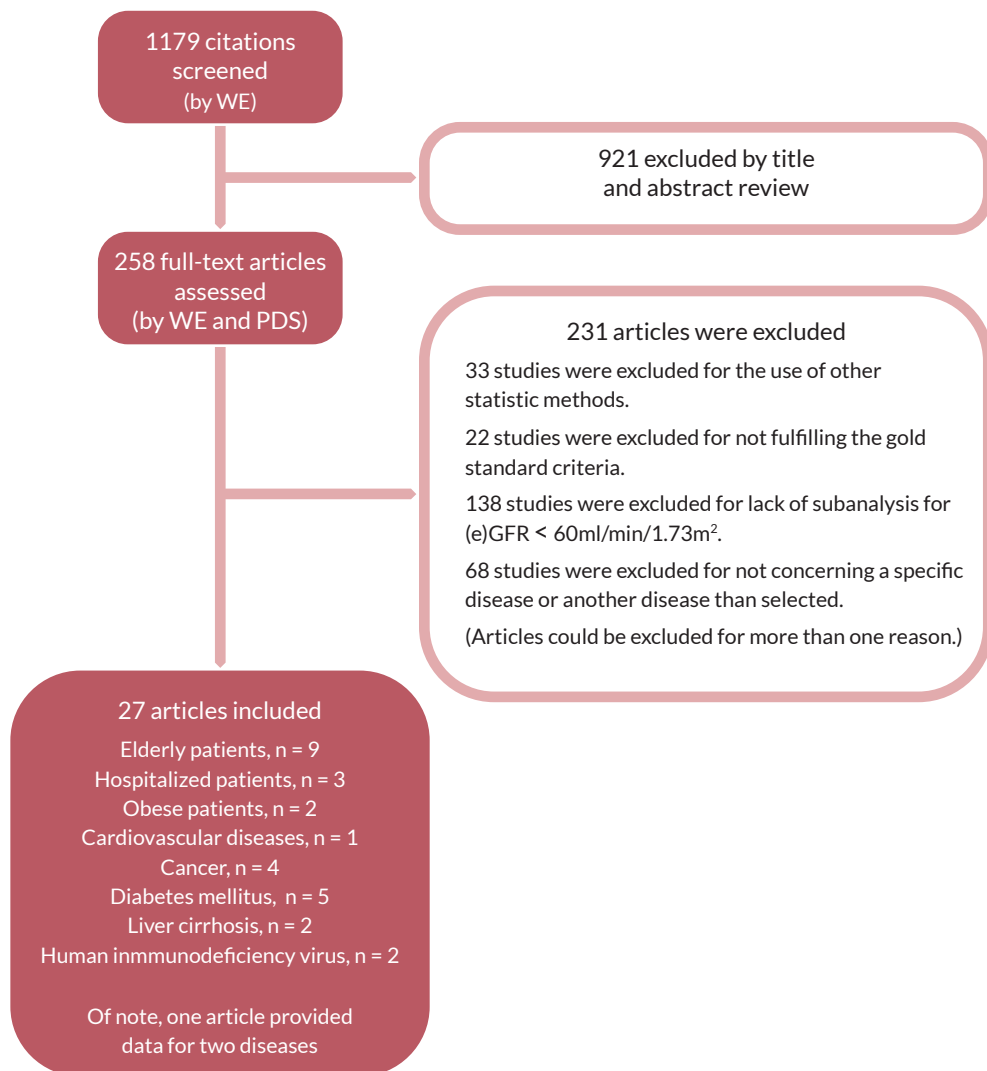 1179 citations
screened
(by WE)
921 excluded by title
and abstract review
258 full-text articles
assessed
(by WE and PDS)
231 articles were excluded
33 studies were excluded for the use of other
statistic methods.
22 studies were excluded for not fulfilling the gold
standard criteria.
138 studies were excluded for lack of subanalysis for
(e)GFR < 60ml/min/1.73m².
68 studies were excluded for not concerning a specific
disease or another disease than selected.
(Articles could be excluded for more than one reason.)
27 articles included
Elderly patients, n = 9
Hospitalized patients, n = 3
Obese patients, n = 2
Cardiovascular diseases, n = 1
Cancer, n = 4
Diabetes mellitus, n = 5
Liver cirrhosis, n = 2
Human inmmunodeficiency virus, n = 2
Of note, one article provided
data for two diseases